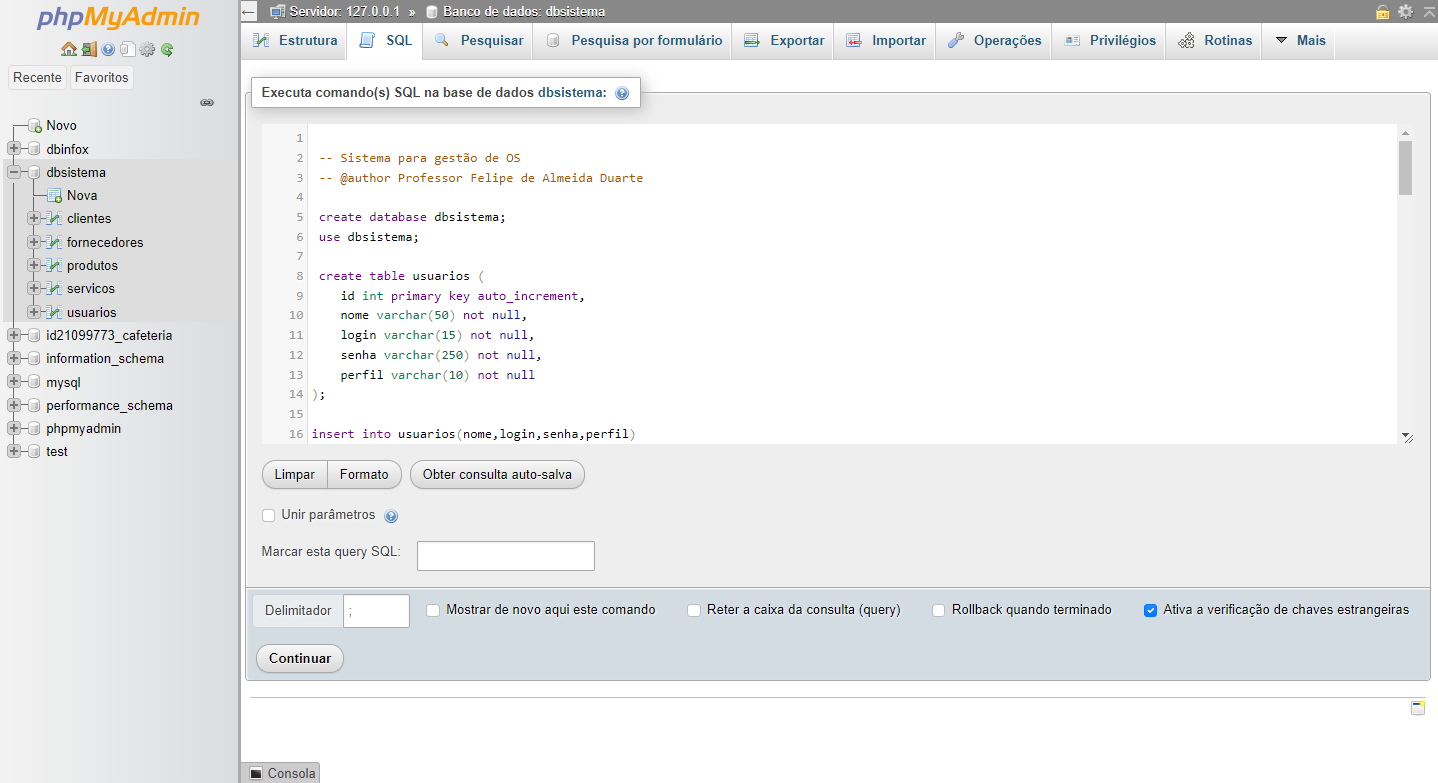 phpMyAdmin
Recente Favoritos
Novo
dbinfox
dbsistema
Nova
clientes
fornecedores
produtos
servicos
usuarios
id21099773_cafeteria
information_schema
mysql
performance_schema
phpmyadmin
test
Servidor: 127.0.0.1 » Banco de dados: dbsistema
Estrutura SQL Pesquisar Pesquisa por formulário Exportar Importar Operações Privilégios Rotinas Mais
Executa comando(s) SQL na base de dados dbsistema:
1
2 -- Sistema para gestão de OS
3 -- @author Professor Felipe de Almeida Duarte
4
5 create database dbsistema;
6 use dbsistema;
7
8 create table usuarios (
9 id int primary key auto_increment,
10 nome varchar(50) not null,
11 login varchar(15) not null,
12 senha varchar(250) not null,
13 perfil varchar(10) not null
14 );
15
16 insert into usuarios(nome,login,senha,perfil)
Limpar Formato Obter consulta auto-salva
Unir parâmetros
Marcar esta query SQL:
Delimitador ; Mostrar de novo aqui este comando Reter a caixa da consulta (query) Rollback quando terminado Ativa a verificação de chaves estrangeiras
Continuar
Consola